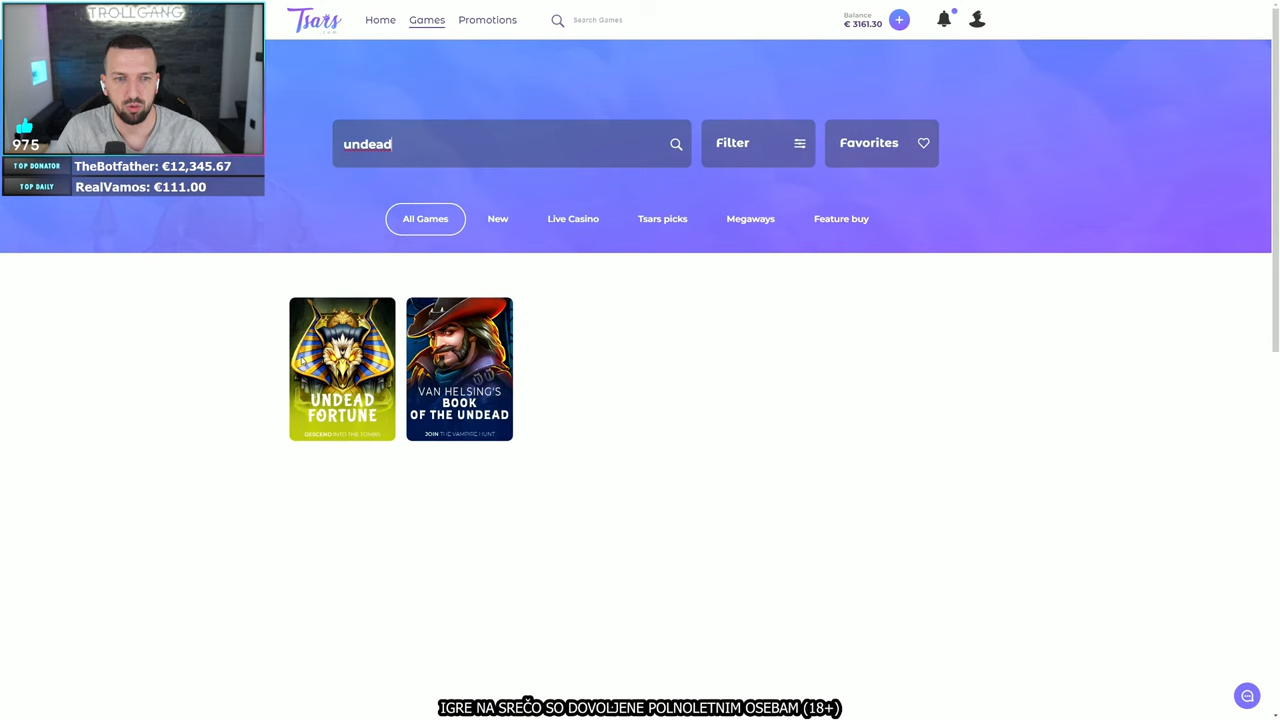 TROLLGANG
975
TOP DONATOR
TheBotfather: €12,345.67
TOP DAILY
RealVamos: €111.00
Tsars
.com
Home
Games
Promotions
Search Games
Balance
€ 3161.30
undead
Filter
Favorites
All Games
New
Live Casino
Tsars picks
Megaways
Feature buy
UNDEAD
FORTUNE
DESCEND INTO THE TOMBS
VAN HELSING'S
BOOK
OF THE UNDEAD
JOIN THE VAMPIRE HUNT
IGRE NA SREČO SO DOVOLJENE POLNOLETNIM OSEBAM (18+)